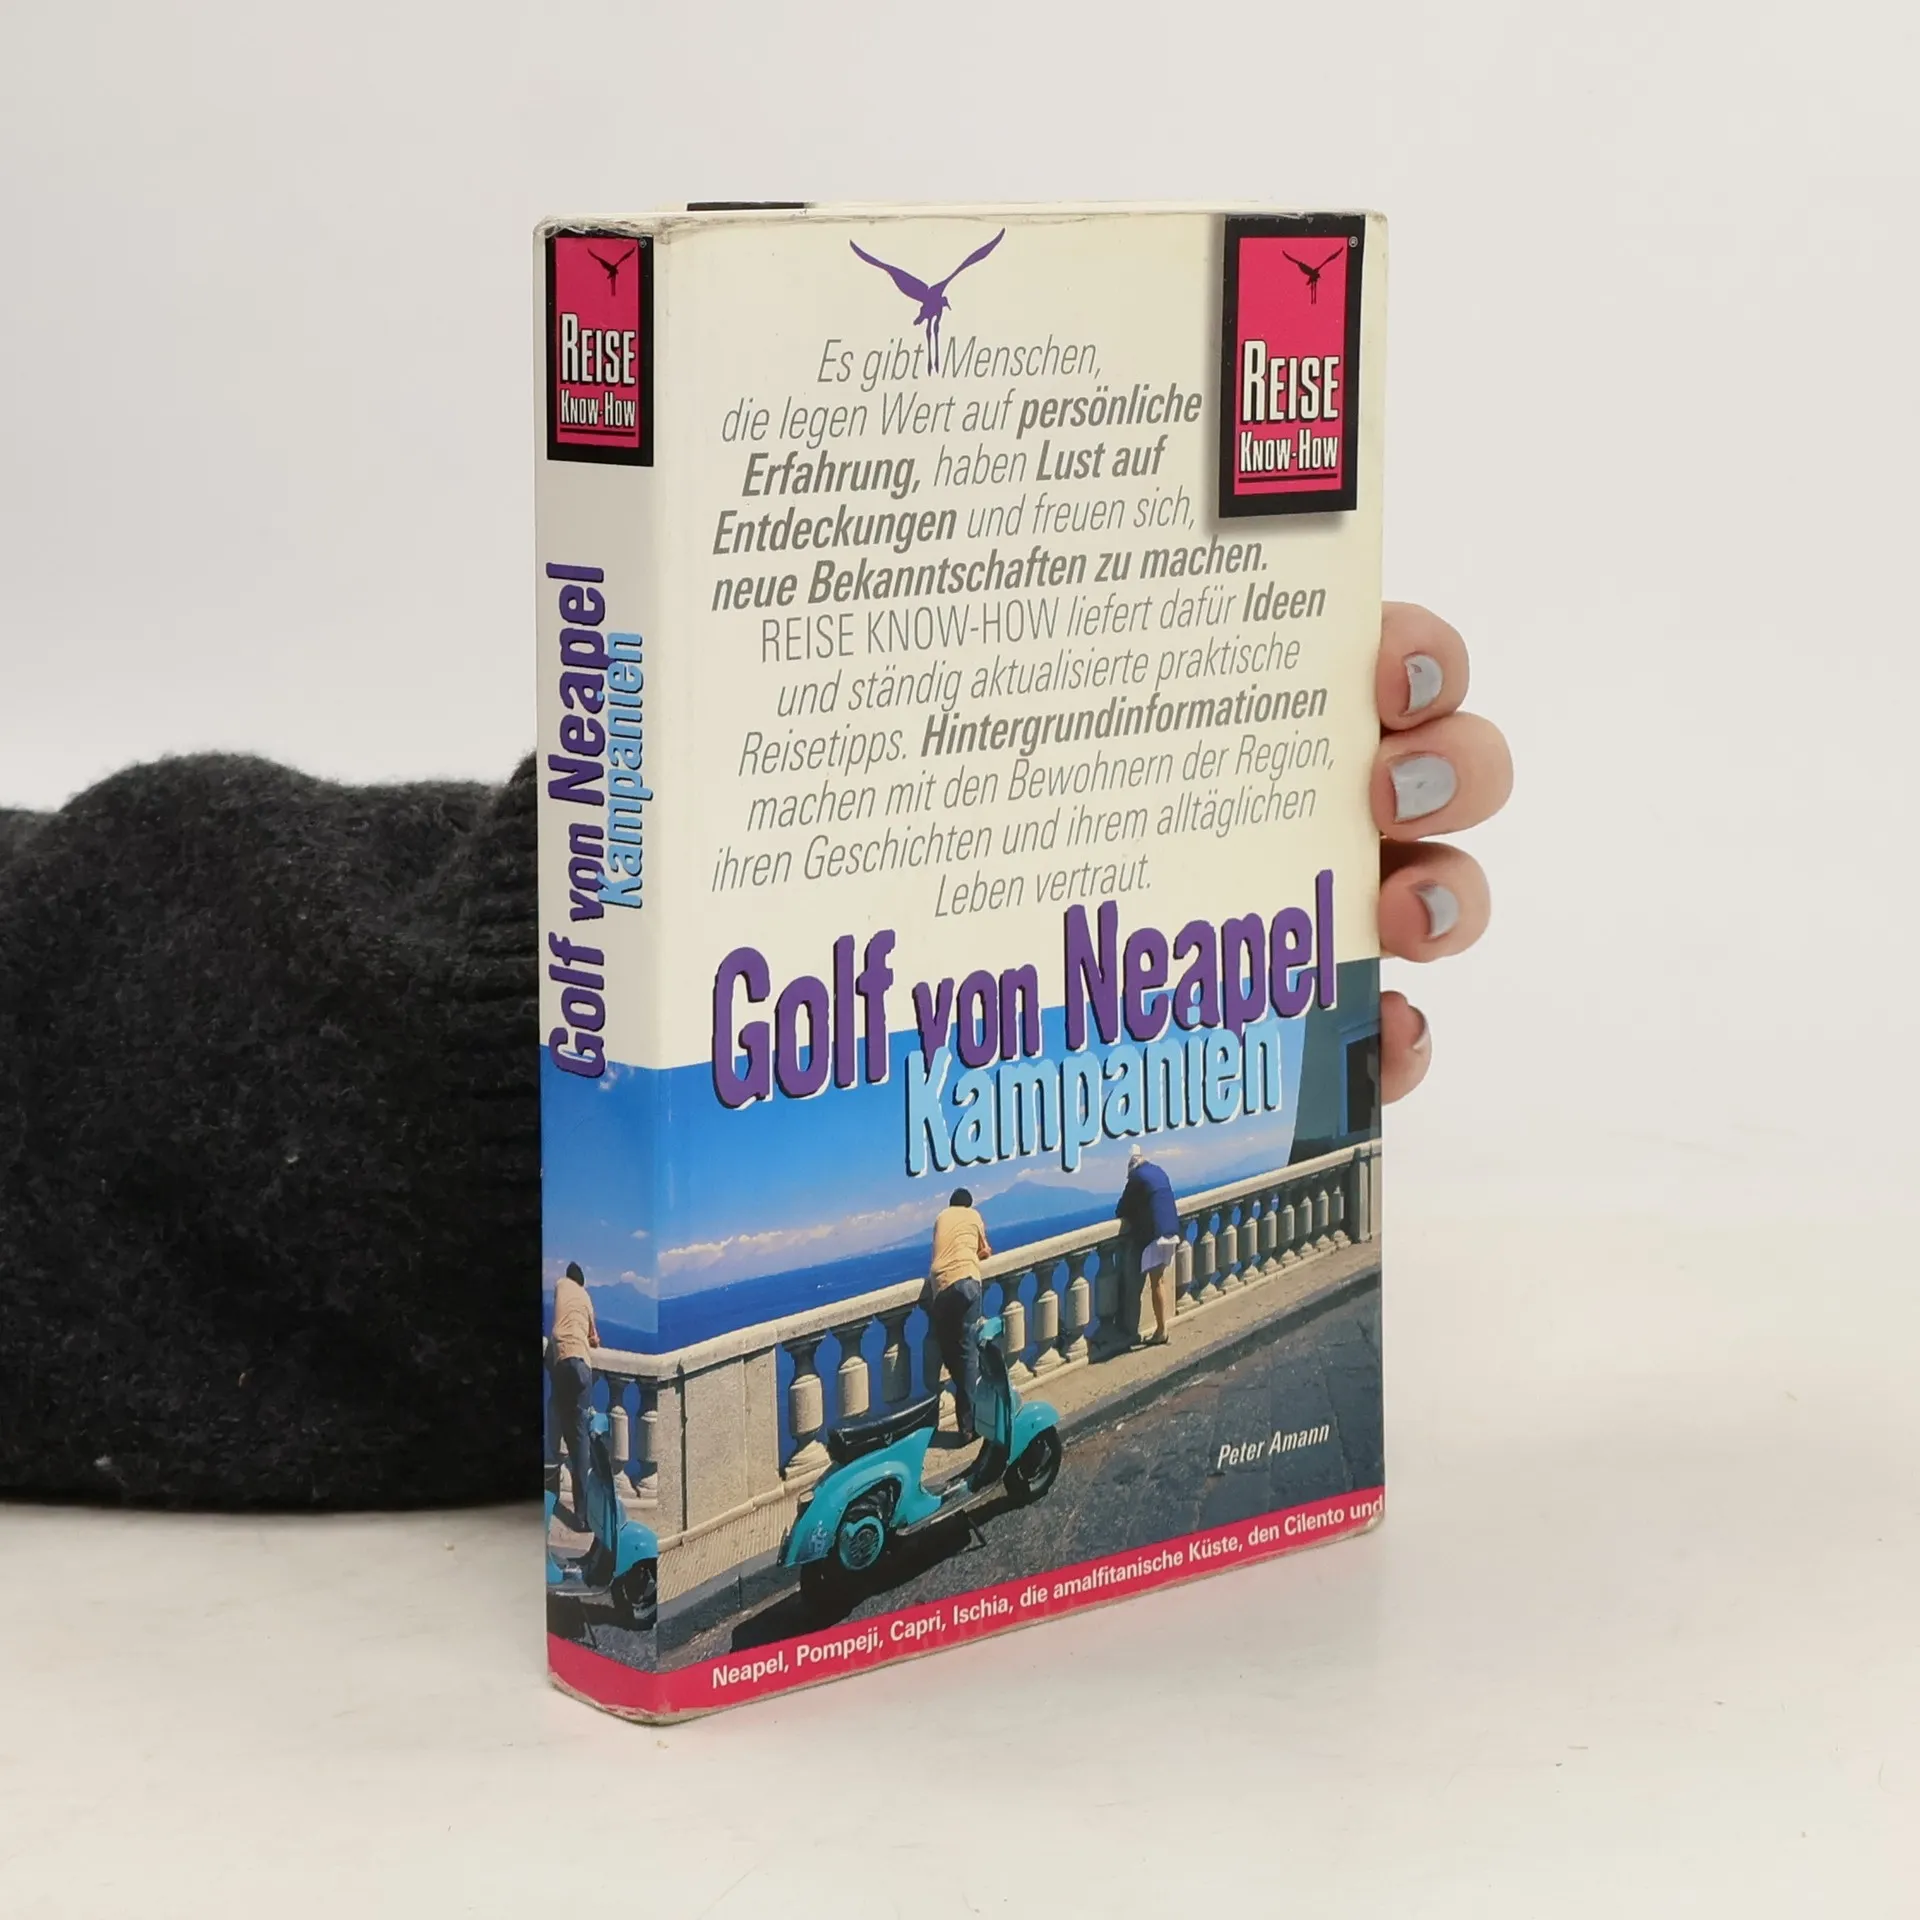 REISE
KNOW-HOW
Golf von Neapel
Kampanien
Es gibt Menschen,
die legen Wert auf persönliche
Erfahrung, haben Lust auf
Entdeckungen und freuen sich,
neue Bekanntschaften zu machen.
REISE KNOW-HOW liefert dafür Ideen
und ständig aktualisierte praktische
Reisetipps. Hintergrundinformationen
machen mit den Bewohnern der Region,
ihren Geschichten und ihrem alltäglichen
Leben vertraut.
REISE
KNOW-HOW
®
Golf von Neapel
Kampanien
Peter Amann
Neapel, Pompeji, Capri, Ischia, die amalfitanische Küste, den Cilento und